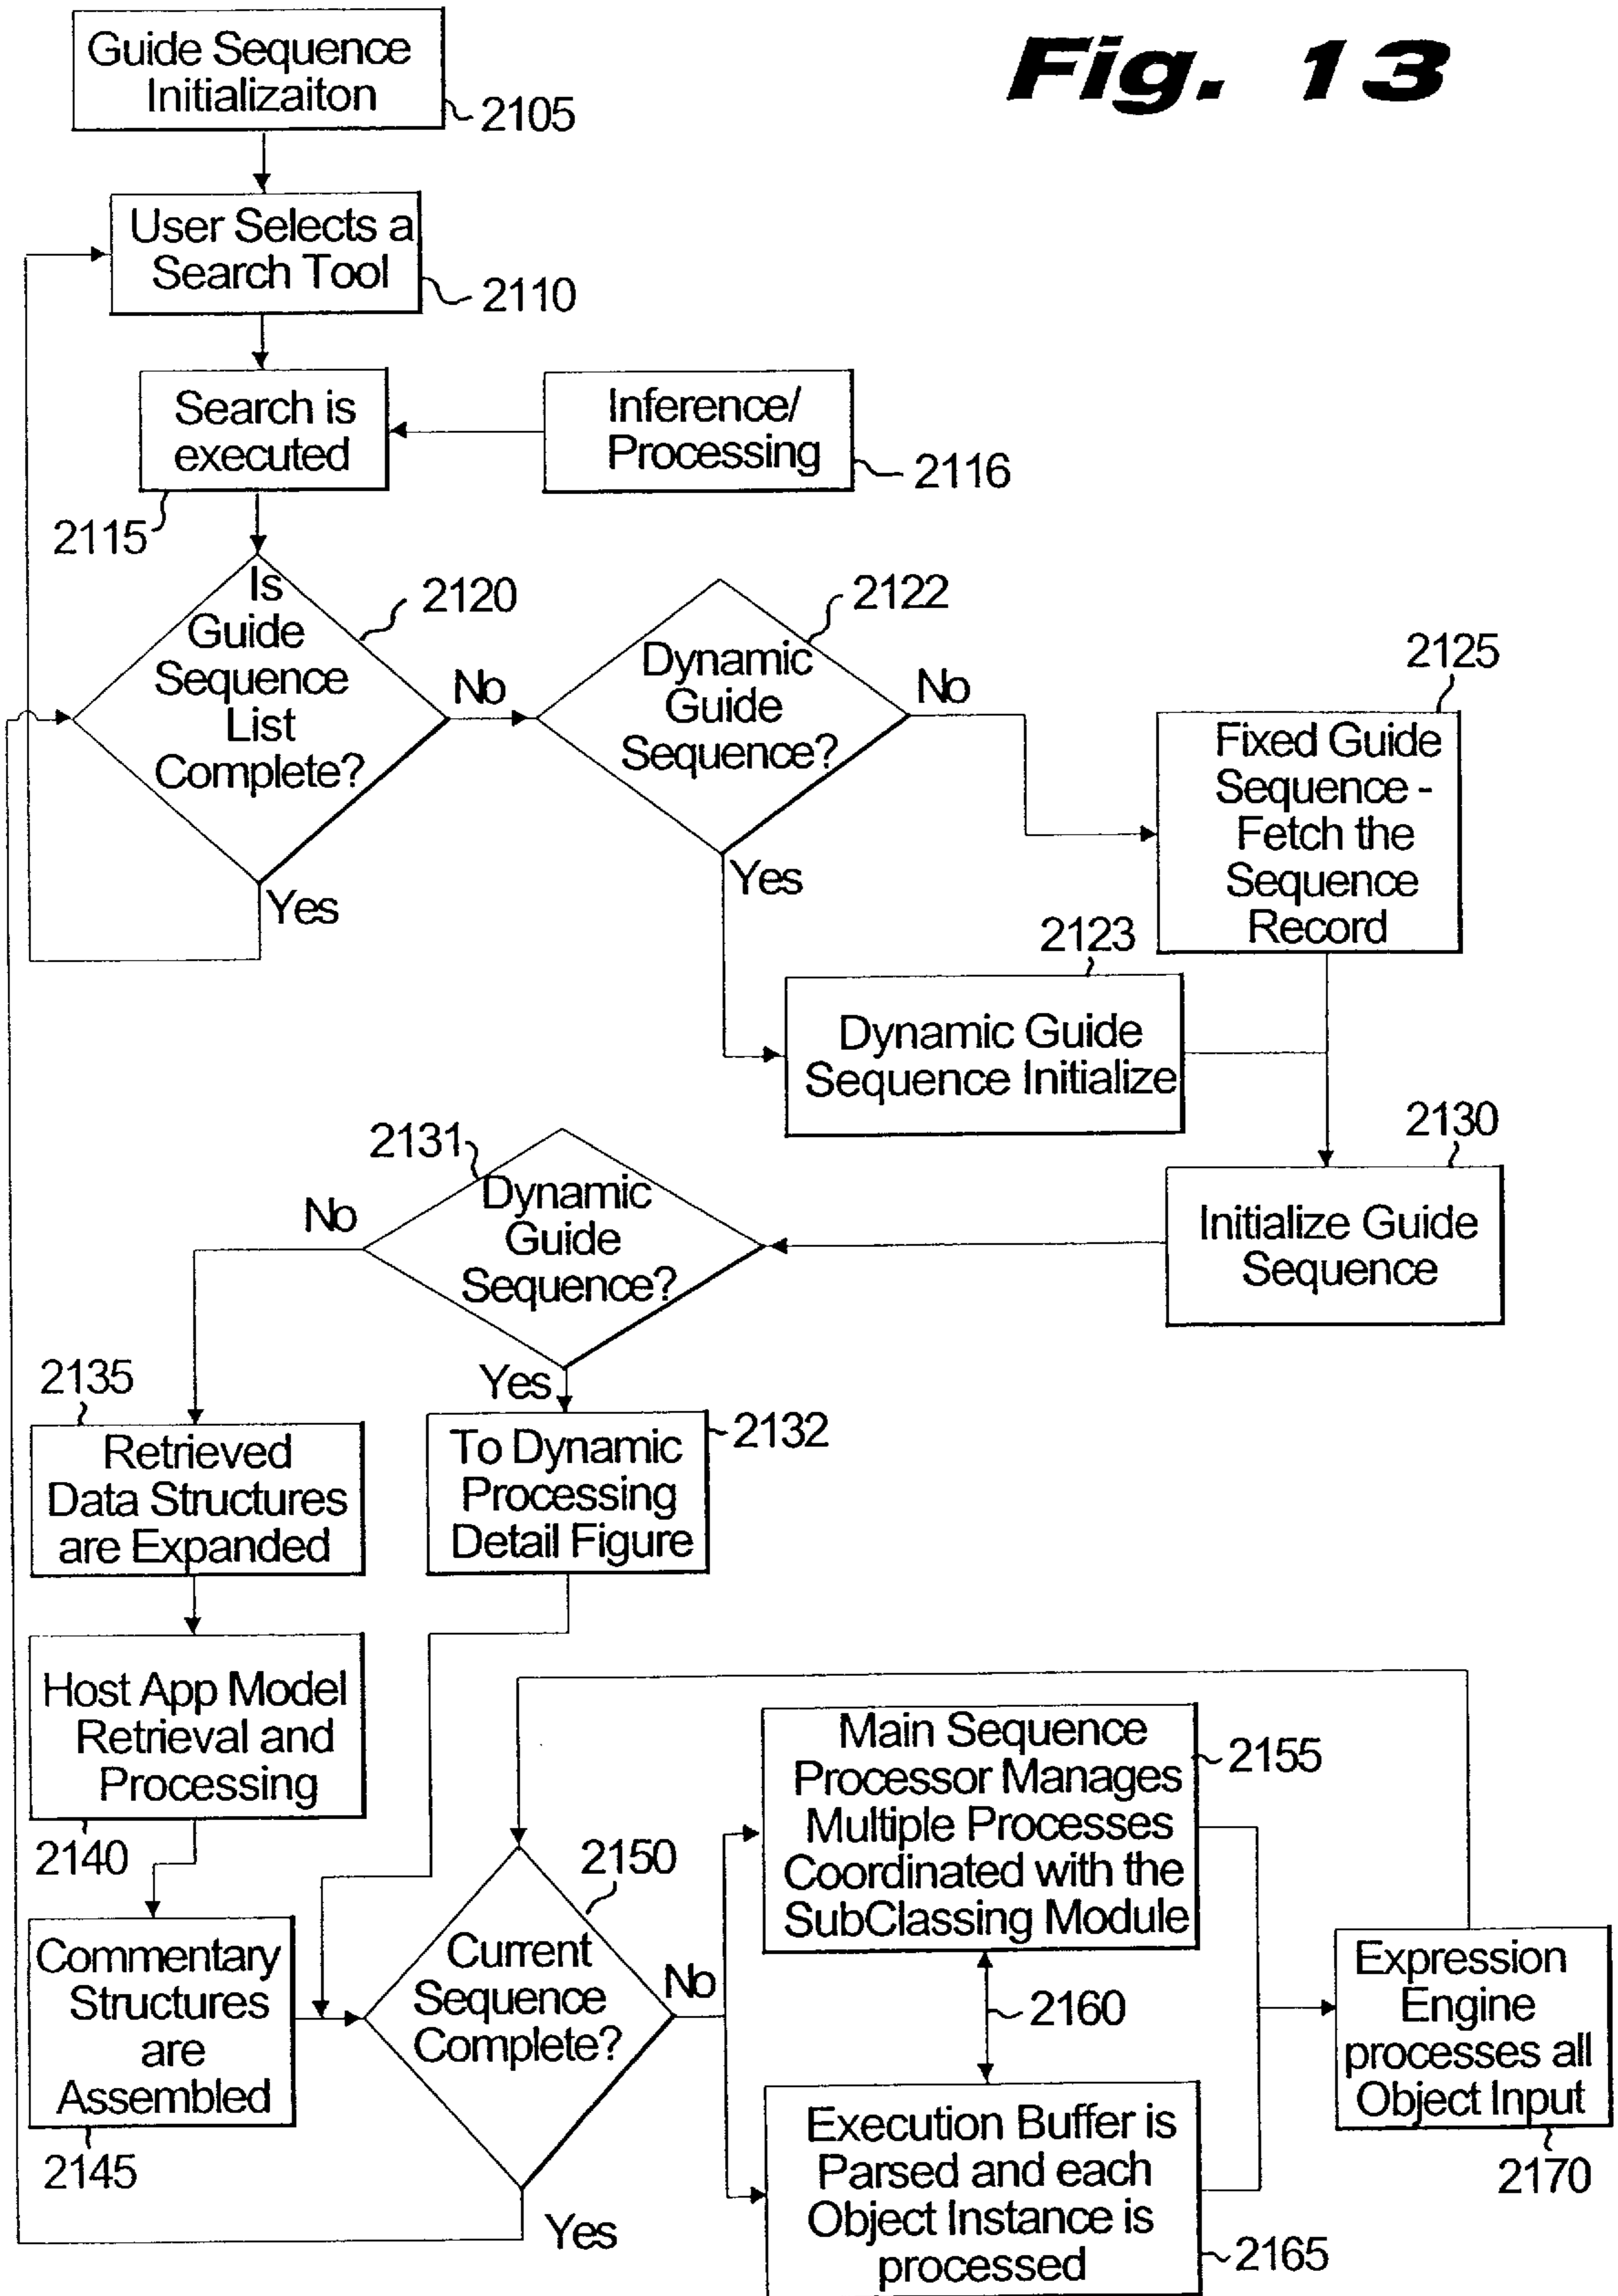 Fig. 13
Guide Sequence
Initializaiton
2105
User Selects a
Search Tool
2110
Search is
executed
2115
Inference/
Processing
2116
Is
Guide
Sequence
List
Complete?
2120
No
Yes
Dynamic
Guide
Sequence?
2122
No
Yes
2125
Fixed Guide
Sequence -
Fetch the
Sequence
Record
2123
Dynamic Guide
Sequence Initialize
2130
Initialize Guide
Sequence
2131
Dynamic
Guide
Sequence?
No
Yes
2135
Retrieved
Data Structures
are Expanded
2132
To Dynamic
Processing
Detail Figure
Host App Model
Retrieval and
Processing
2140
Commentary
Structures
are
Assembled
2145
2150
Current
Sequence
Complete?
No
Yes
Main Sequence
Processor Manages
Multiple Processes
Coordinated with the
SubClassing Module
2155
2160
Execution Buffer is
Parsed and each
Object Instance is
processed
2165
Expression
Engine
processes all
Object Input
2170